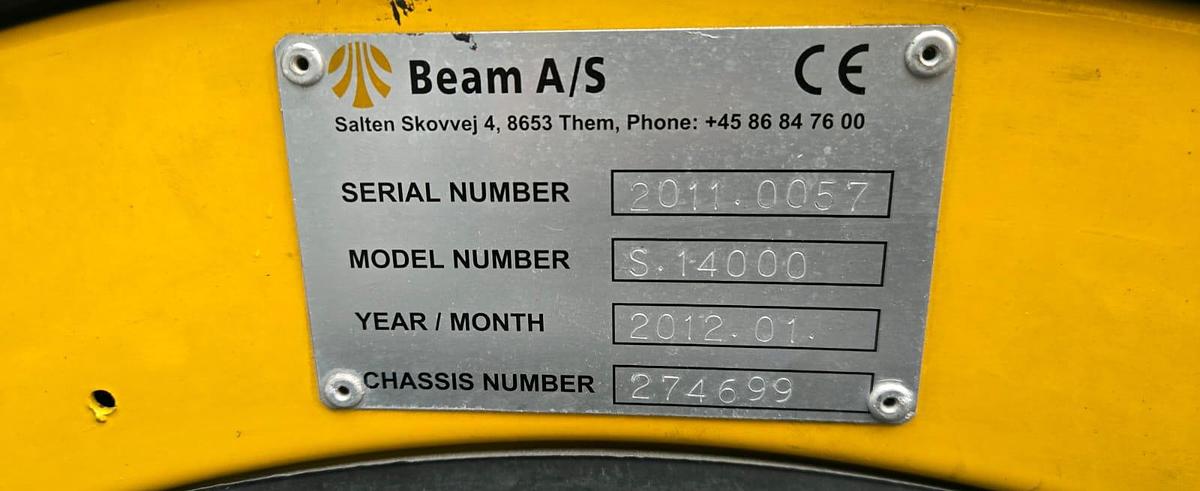 Beam A/S CE
Salten Skovvej 4, 8653 Them, Phone: +45 86 84 76 00
SERIAL NUMBER 2011.0057
MODEL NUMBER S.14000
YEAR / MONTH 2012.01.
CHASSIS NUMBER 274699